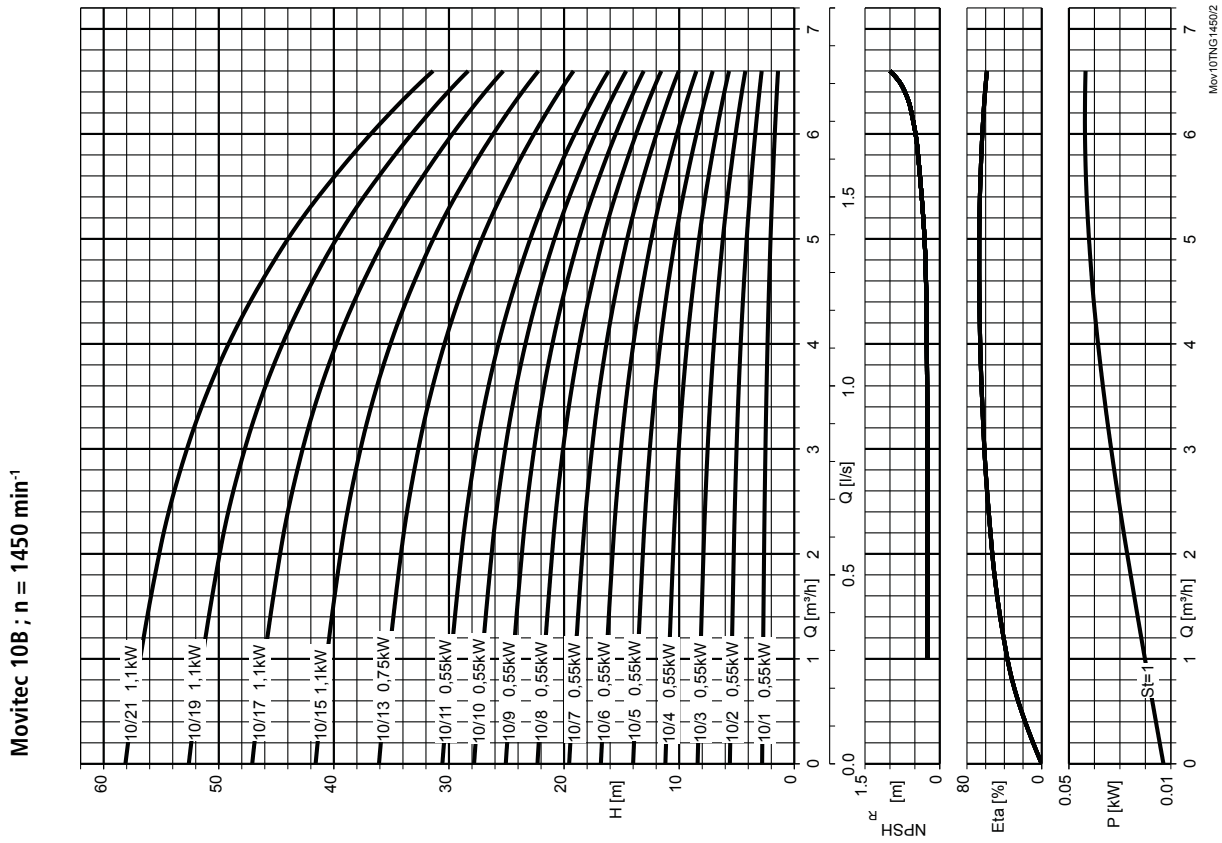 Movitec 10B ; n = 1450 min⁻¹
60
50
40
30
20
10
0
H [m]
10/21 1,1kW
10/19 1,1kW
10/17 1,1kW
10/15 1,1kW
10/13 0,75kW
10/11 0,55kW
10/10 0,55kW
10/9 0,55kW
10/8 0,55kW
10/7 0,55kW
10/6 0,55kW
10/5 0,55kW
10/4 0,55kW
10/3 0,55kW
10/2 0,55kW
10/1 0,55kW
0 1 Q [m³/h] 2 3 4 5 6 7
0.0 0.5 Q [l/s] 1.0 1.5
1.5
NPSH R
[m]
0
80
Eta [%]
0
0.05
P [kW]
0.01
St=1
0 1 Q [m³/h] 2 3 4 5 6 7
Mov10TNG1450/2